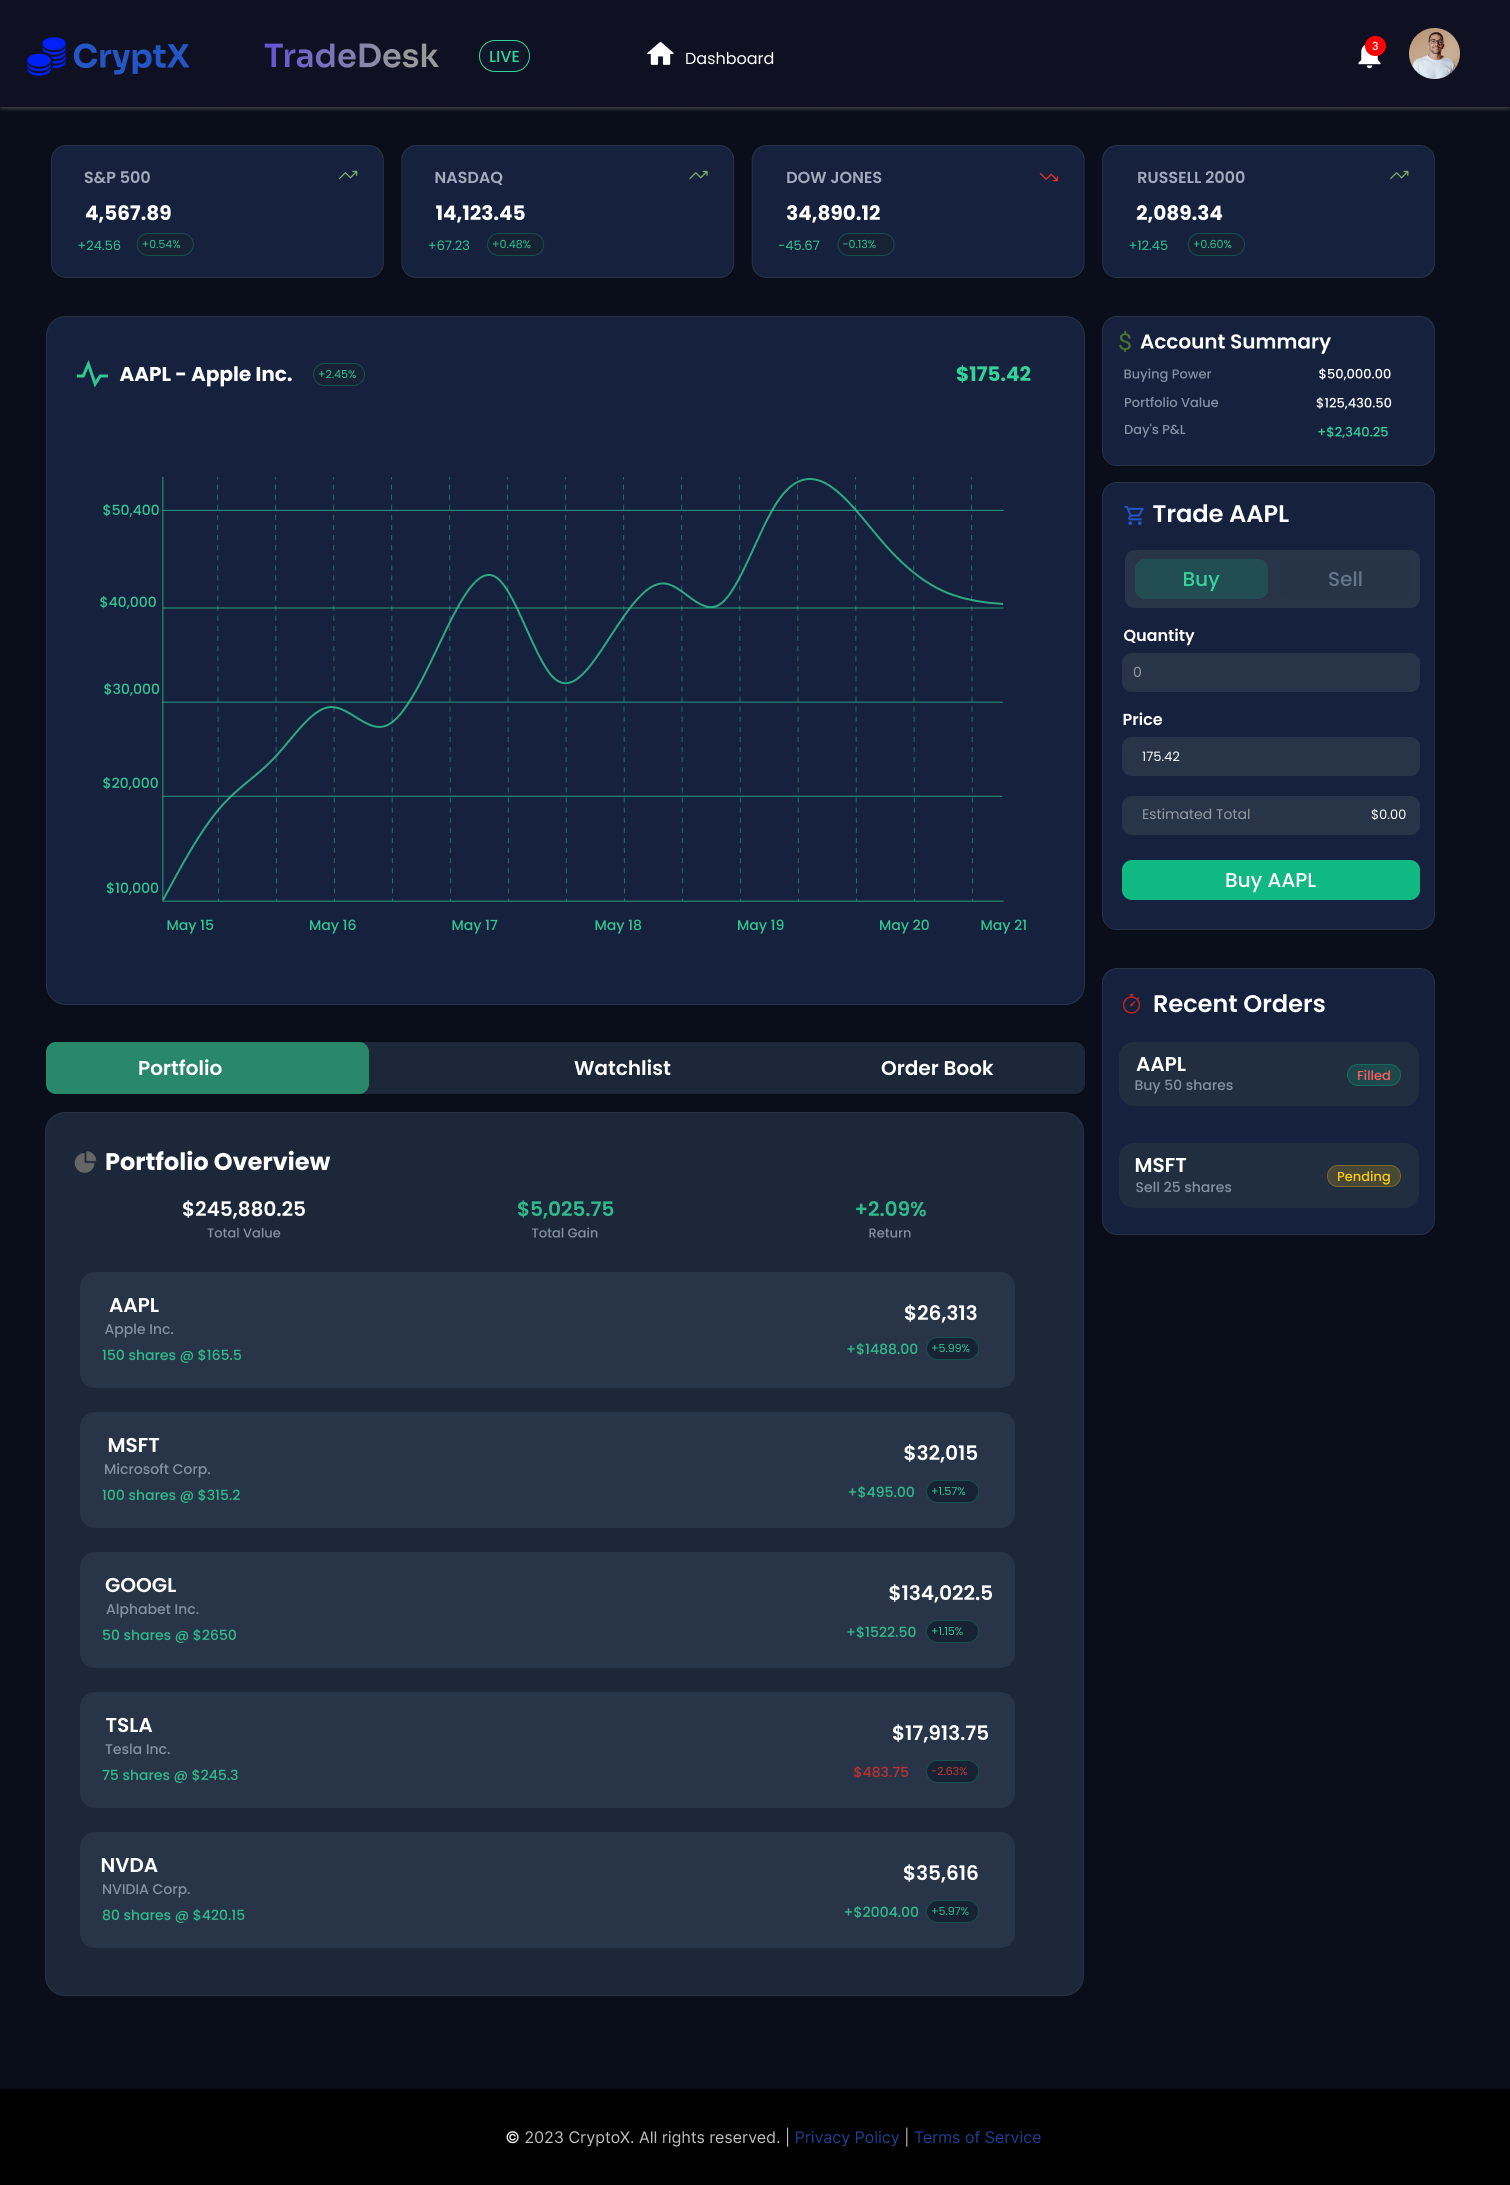 CryptX
TradeDesk
LIVE
Dashboard
3
S&P 500
4,567.89
+24.56 +0.54%
NASDAQ
14,123.45
+67.23 +0.48%
DOW JONES
34,890.12
-45.67 -0.13%
RUSSELL 2000
2,089.34
+12.45 +0.60%
AAPL - Apple Inc. +2.45% $175.42
$50,400
$40,000
$30,000
$20,000
$10,000
May 15 May 16 May 17 May 18 May 19 May 20 May 21
Account Summary
Buying Power $50,000.00
Portfolio Value $125,430.50
Day's P&L +$2,340.25
Trade AAPL
Buy Sell
Quantity
0
Price
175.42
Estimated Total $0.00
Buy AAPL
Recent Orders
AAPL
Buy 50 shares
Filled
MSFT
Sell 25 shares
Pending
Portfolio Watchlist Order Book
Portfolio Overview
$245,880.25 $5,025.75 +2.09%
Total Value Total Gain Return
AAPL
Apple Inc.
150 shares @ $165.5
$26,313
+$1488.00 +5.99%
MSFT
Microsoft Corp.
100 shares @ $315.2
$32,015
+$495.00 +1.57%
GOOGL
Alphabet Inc.
50 shares @ $2650
$134,022.5
+$1522.50 +1.15%
TSLA
Tesla Inc.
75 shares @ $245.3
$17,913.75
$483.75 -2.63%
NVDA
NVIDIA Corp.
80 shares @ $420.15
$35,616
+$2004.00 +5.97%
© 2023 CryptoX. All rights reserved. | Privacy Policy | Terms of Service